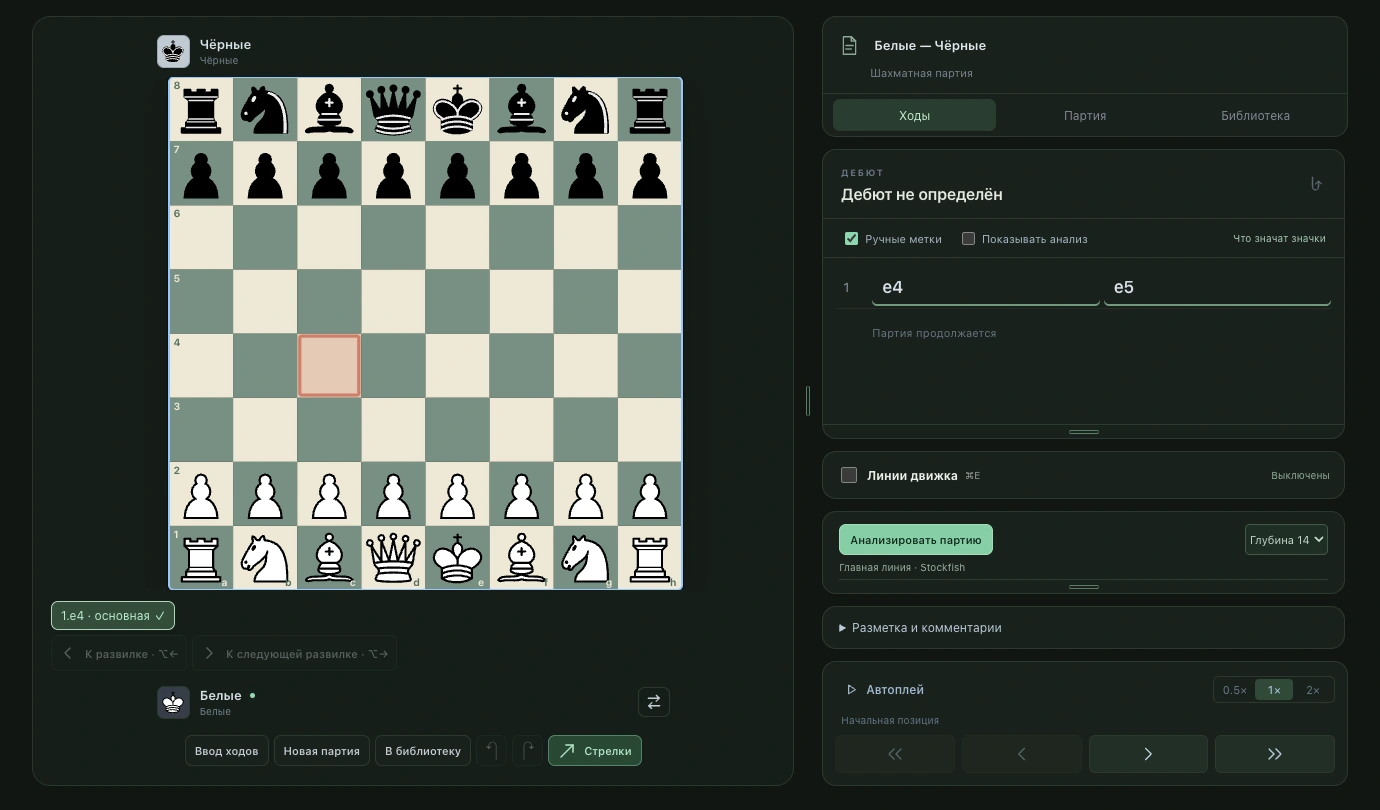 Чёрные
Чёрные
8
7
6
5
4
3
2
1
a b c d e f g h
1.e4 · основная ✓
К развилке · ⌥←
К следующей развилке · ⌥→
Белые
Белые
Ввод ходов
Новая партия
В библиотеку
Стрелки
Белые — Чёрные
Шахматная партия
Ходы
Партия
Библиотека
ДЕБЮТ
Дебют не определён
Ручные метки
Показывать анализ
Что значат значки
1 e4 e5
Партия продолжается
Линии движка ⌘E
Выключены
Анализировать партию
Глубина 14
Главная линия · Stockfish
Разметка и комментарии
Автоплей
0.5× 1× 2×
Начальная позиция